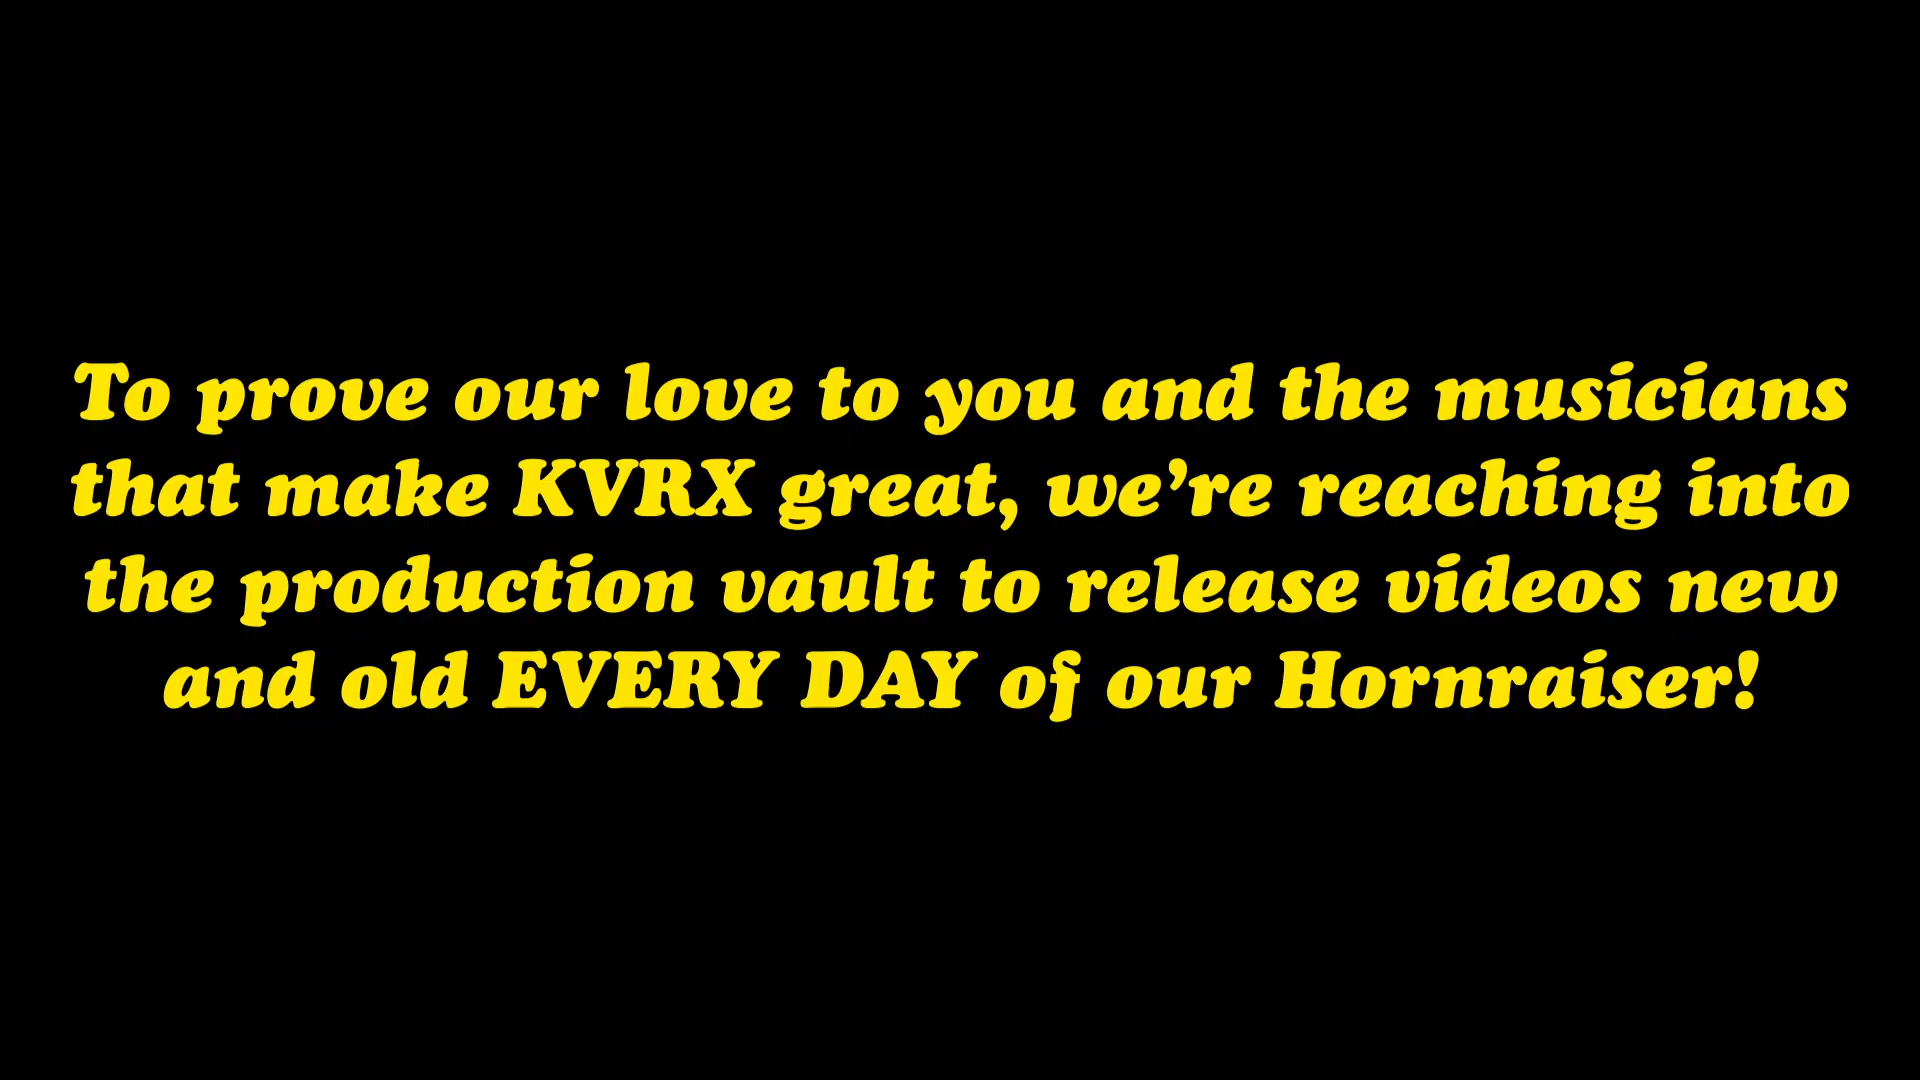 To prove our love to you and the musicians
that make KVRX great, we’re reaching into
the production vault to release videos new
and old EVERY DAY of our Hornraiser!